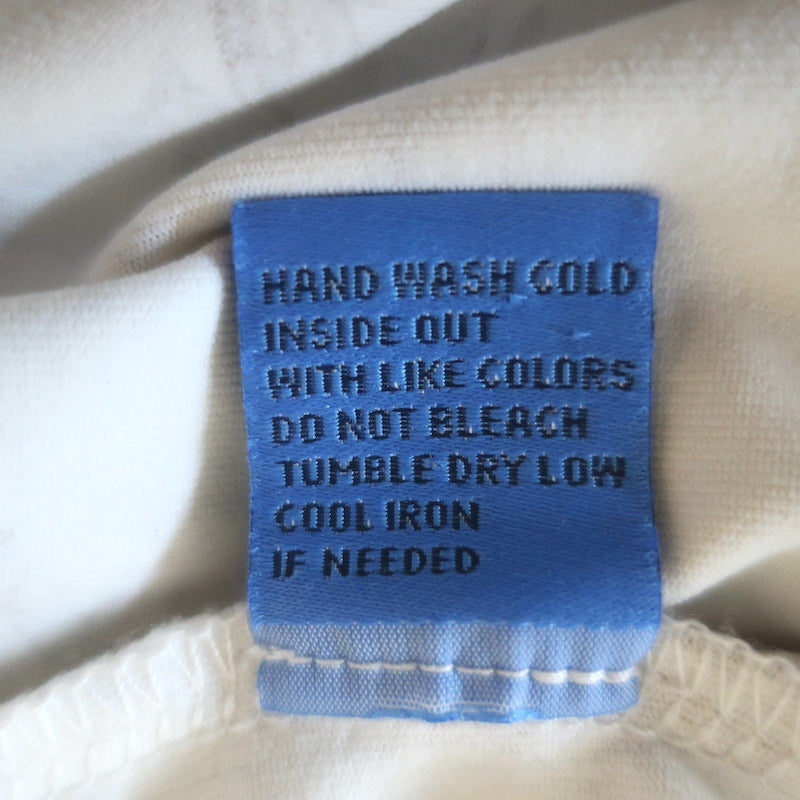 HAND WASH COLD
INSIDE OUT
WITH LIKE COLORS
DO NOT BLEACH
TUMBLE DRY LOW
COOL IRON
IF NEEDED